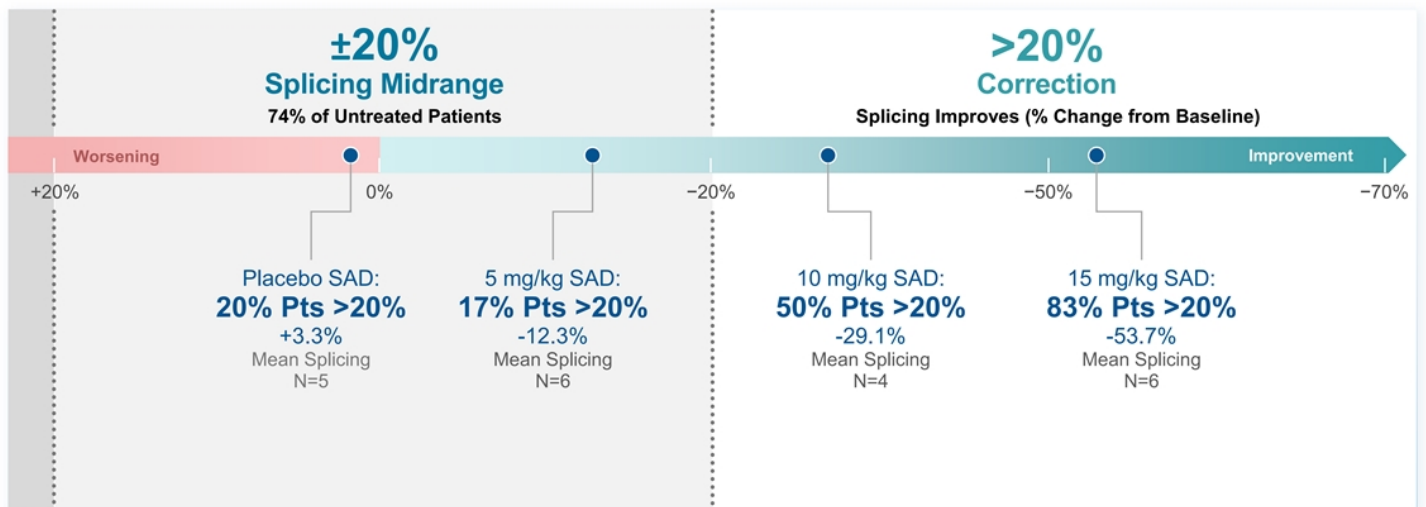 ±20%
Splicing Midrange
74% of Untreated Patients
>20%
Correction
Splicing Improves (% Change from Baseline)
Worsening
Improvement
+20%
0%
−20%
−50%
−70%
Placebo SAD:
20% Pts >20%
+3.3%
Mean Splicing
N=5
5 mg/kg SAD:
17% Pts >20%
-12.3%
Mean Splicing
N=6
10 mg/kg SAD:
50% Pts >20%
-29.1%
Mean Splicing
N=4
15 mg/kg SAD:
83% Pts >20%
-53.7%
Mean Splicing
N=6